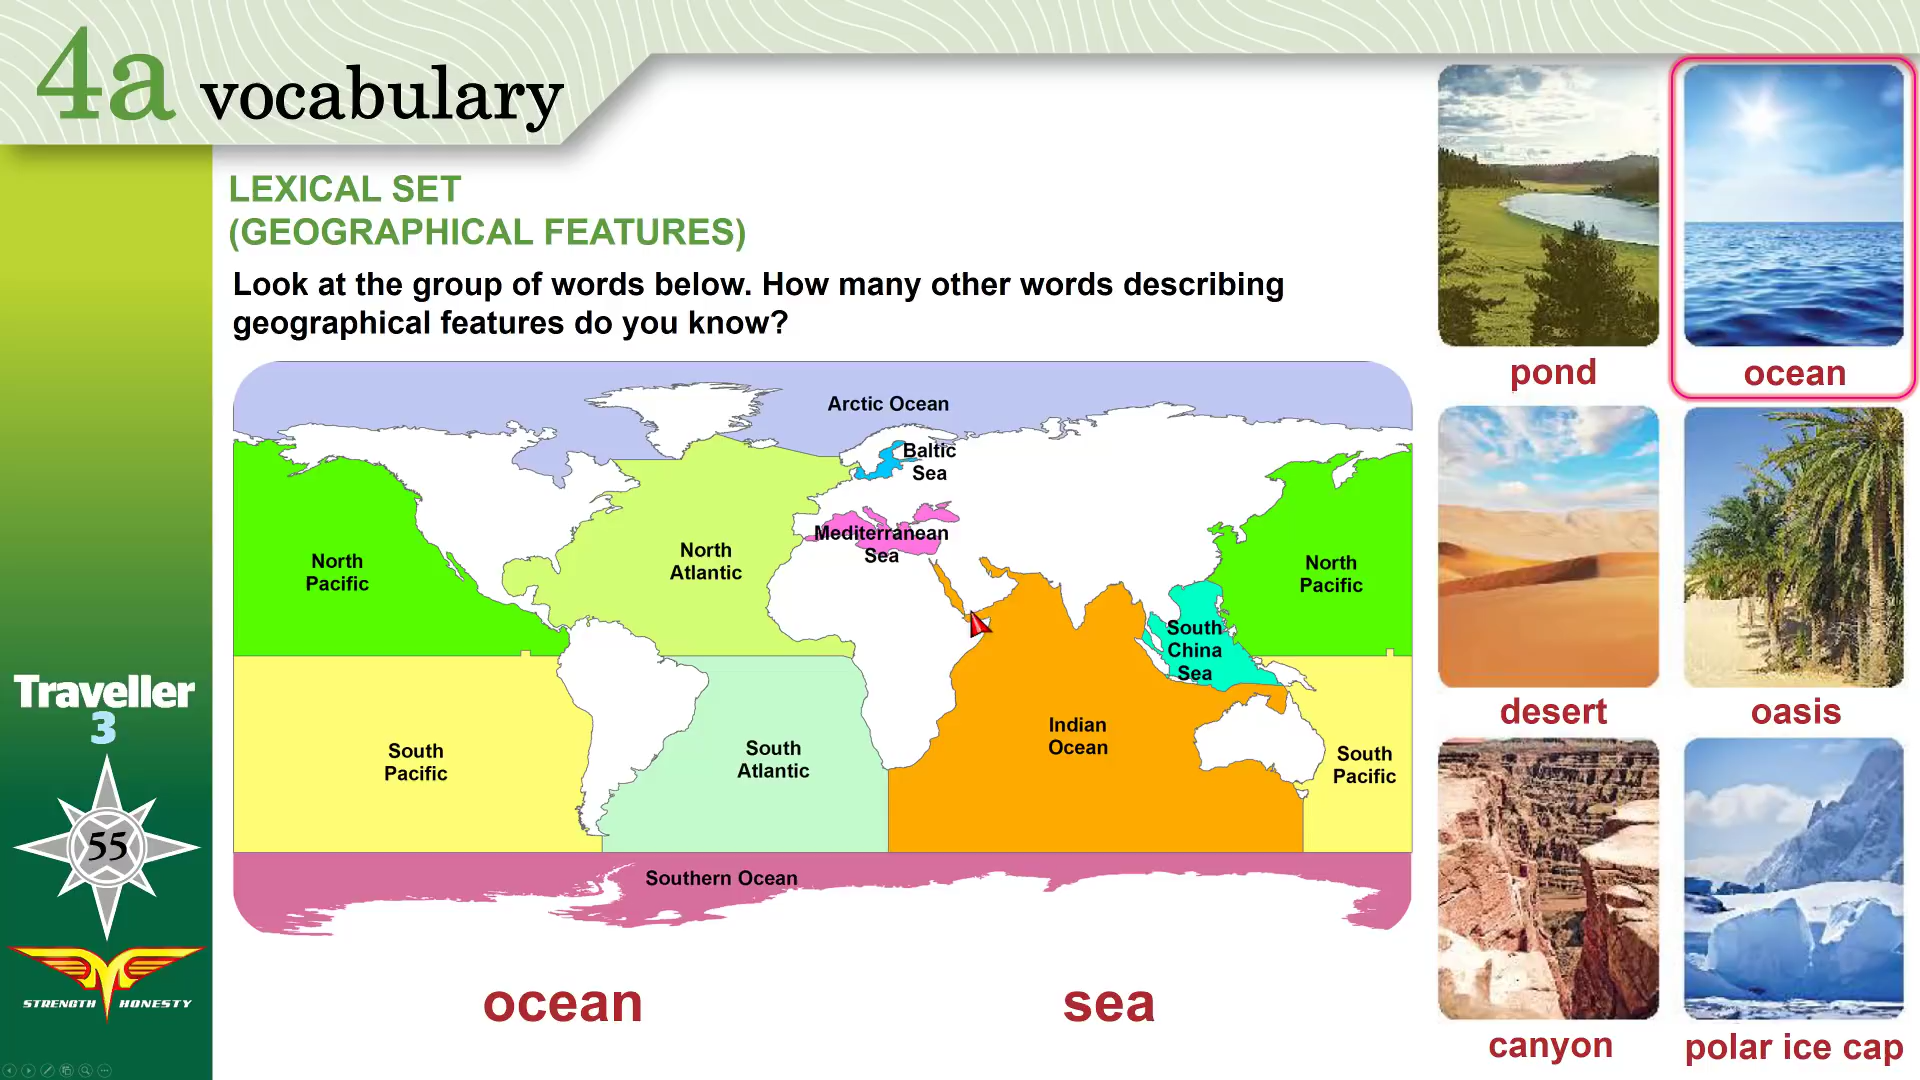 4a vocabulary
LEXICAL SET
(GEOGRAPHICAL FEATURES)
Look at the group of words below. How many other words describing
geographical features do you know?
Arctic Ocean
Baltic
Sea
Mediterranean
Sea
North
Pacific
North
Atlantic
North
Pacific
South
China
Sea
South
Pacific
South
Atlantic
Indian
Ocean
South
Pacific
Southern Ocean
ocean
sea
pond
ocean
desert
oasis
canyon
polar ice cap
Traveller
3
55
STRENGTH HONESTY